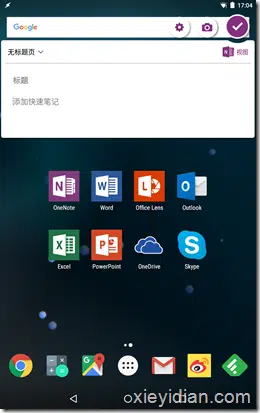 17:04
Google
无标题页
视图
标题
添加快速笔记
OneNote
Word
Office Lens
Outlook
Excel
PowerPoint
OneDrive
Skype
oxieyidian.com